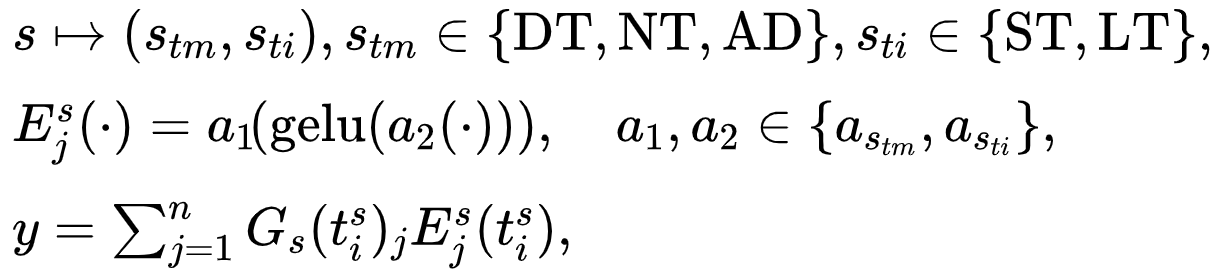 s ↦ (s_{tm}, s_{ti}), s_{tm} ∈ {DT, NT, AD}, s_{ti} ∈ {ST, LT},
E_j^s(·) = a_1(gelu(a_2(·))), a_1, a_2 ∈ {a_{s_{tm}}, a_{s_{ti}}},
y = ∑_{j=1}^n G_s(t_i^s)_j E_j^s(t_i^s),